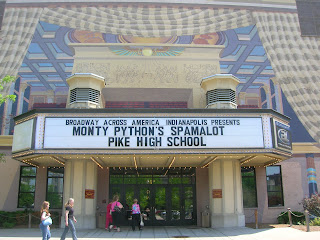 BROADWAY ACROSS AMERICA INDIANAPOLIS PRESENTS
MONTY PYTHON'S SPAMALOT
PIKE HIGH SCHOOL